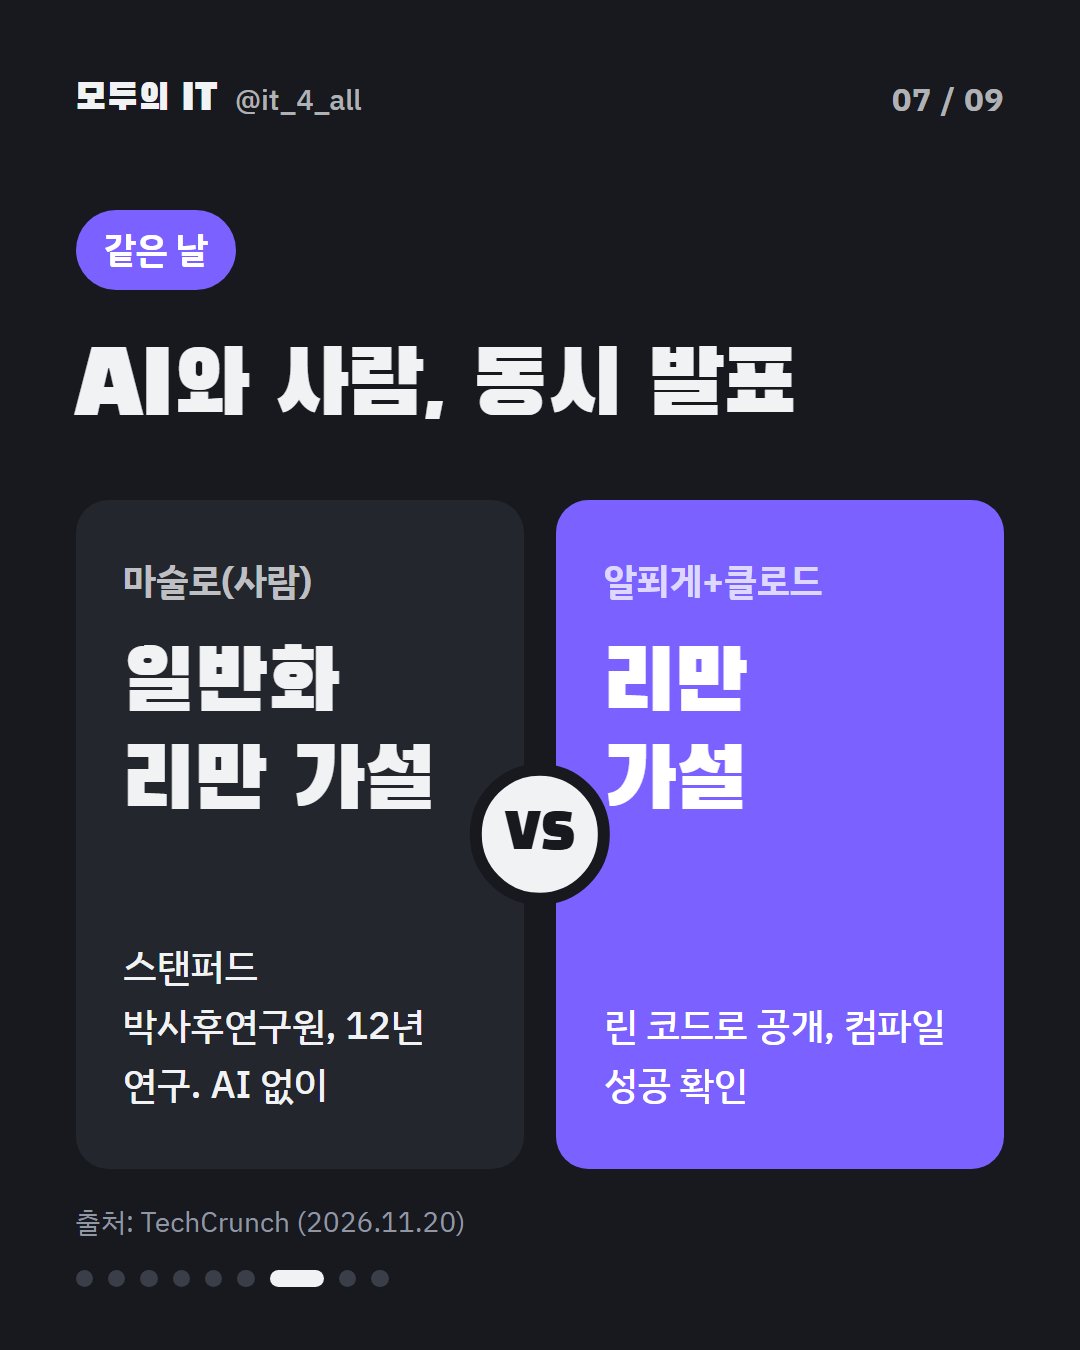 모두의 IT @it_4_all
07 / 09
같은 날
AI와 사람, 동시 발표
마술로(사람)
일반화
리만 가설
스탠퍼드
박사후연구원, 12년
연구. AI 없이
VS
알푀게+클로드
리만
가설
린 코드로 공개, 컴파일
성공 확인
출처: TechCrunch (2026.11.20)